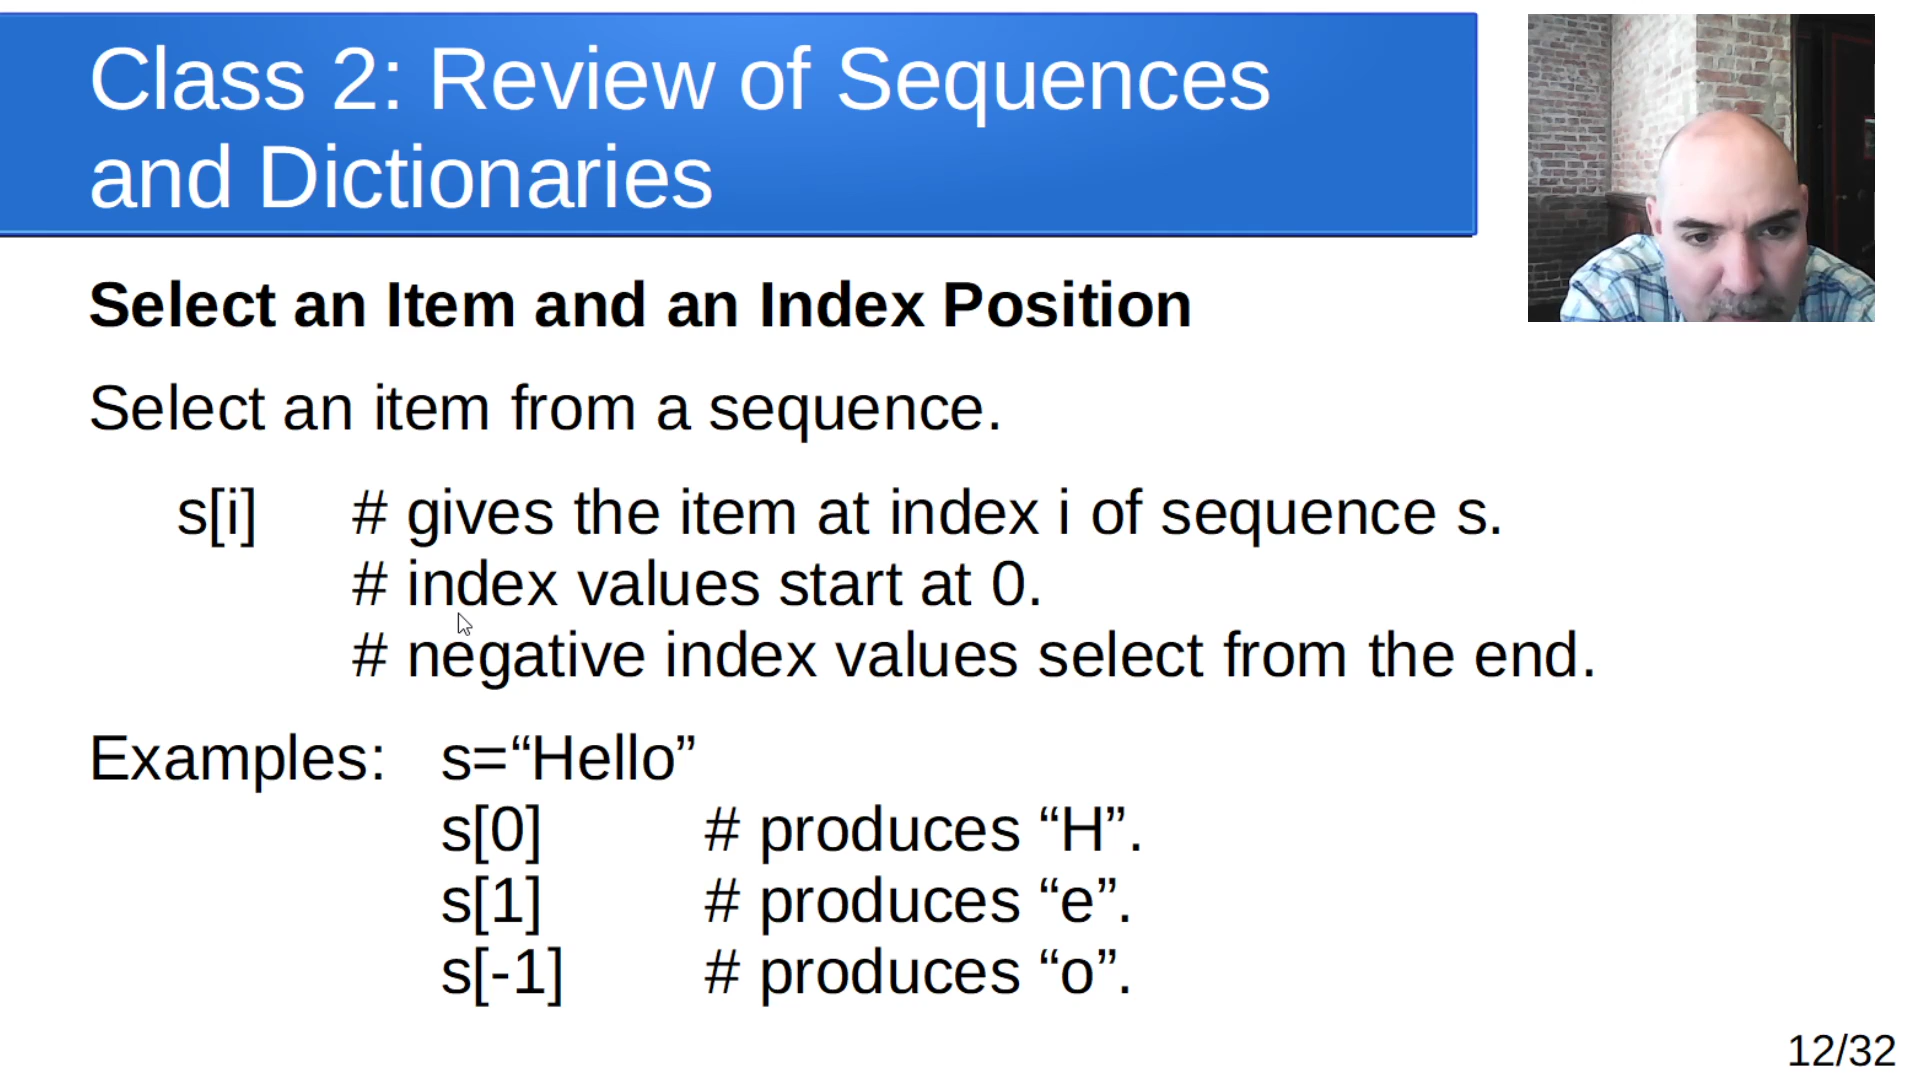 Class 2: Review of Sequences
and Dictionaries
Select an Item and an Index Position
Select an item from a sequence.
s[i] # gives the item at index i of sequence s.
# index values start at 0.
# negative index values select from the end.
Examples: s=“Hello”
s[0] # produces “H”.
s[1] # produces “e”.
s[-1] # produces “o”.
12/32